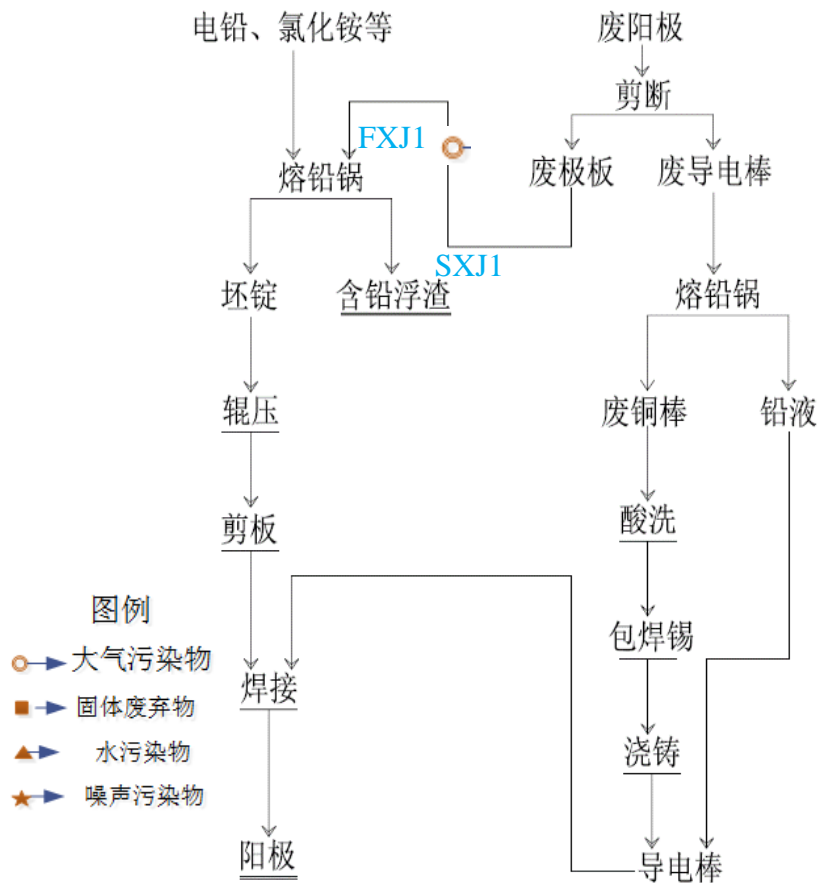 电铅、氯化铵等
废阳极
剪断
FXJ1
熔铅锅
废极板
废导电棒
SXJ1
坯锭
含铅浮渣
熔铅锅
辊压
废铜棒
铅液
剪板
酸洗
图例
大气污染物
包焊锡
焊接
固体废弃物
水污染物
浇铸
噪声污染物
阳极
导电棒